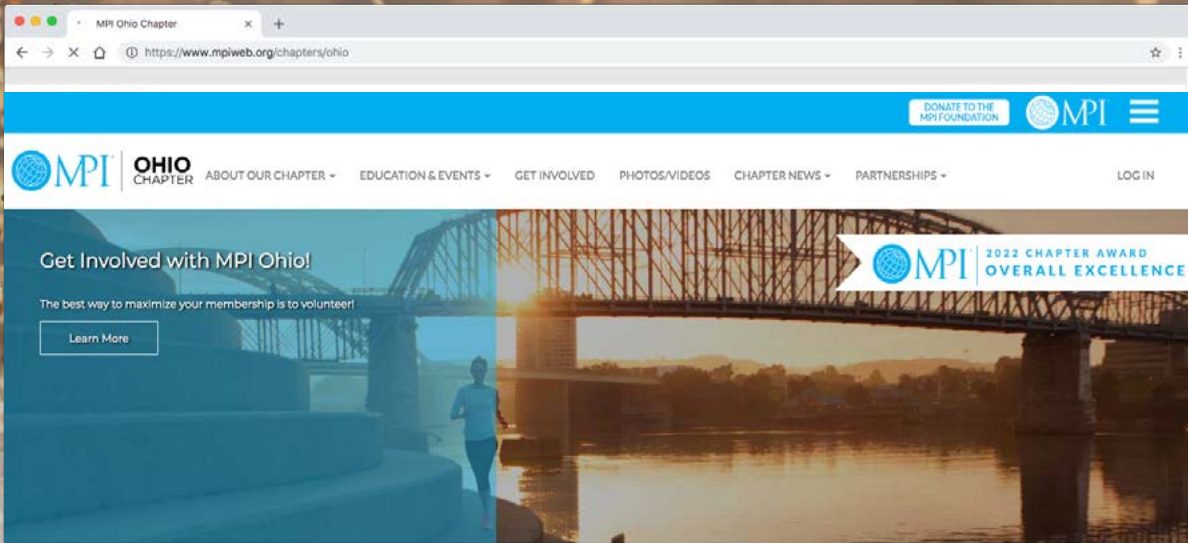 MPI Ohio Chapter
https://www.mpiweb.org/chapters/ohio
DONATE TO THE
MPI FOUNDATION
MPI
MPI
OHIO
CHAPTER
ABOUT OUR CHAPTER
EDUCATION & EVENTS
GET INVOLVED
PHOTOS/VIDEOS
CHAPTER NEWS
PARTNERSHIPS
LOG IN
Get Involved with MPI Ohio!
The best way to maximize your membership is to volunteer!
Learn More
MPI
2022 CHAPTER AWARD
OVERALL EXCELLENCE